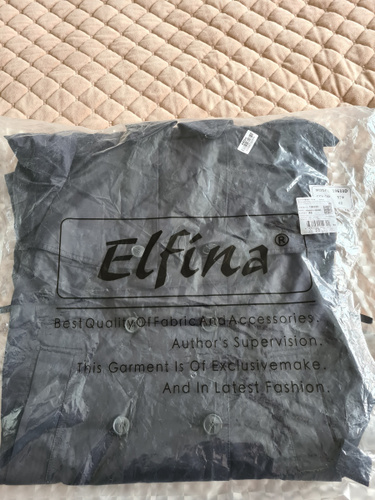 Elfina®
Best Quality Of Fabric And Accessories.
Author's Supervision.
This Garment Is Of Exclusivemake.
And In Latest Fashion.